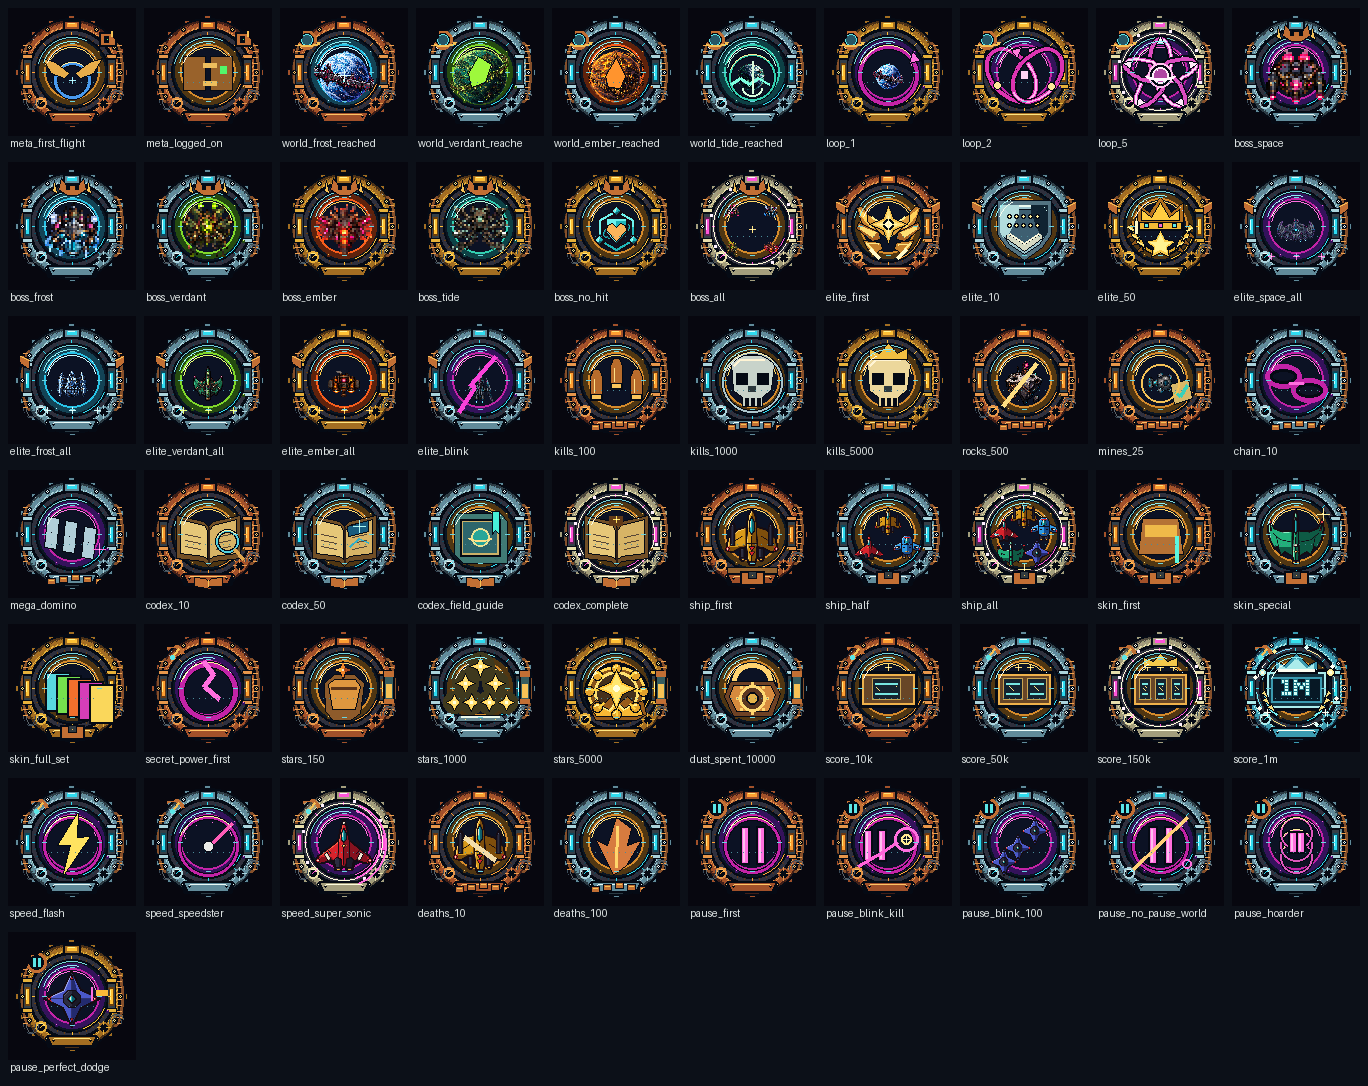 meta_first_flight
meta_logged_on
world_frost_reached
world_verdant_reache
world_ember_reached
world_tide_reached
loop_1
loop_2
loop_5
boss_space
boss_frost
boss_verdant
boss_ember
boss_tide
boss_no_hit
boss_all
elite_first
elite_10
elite_50
elite_space_all
elite_frost_all
elite_verdant_all
elite_ember_all
elite_blink
kills_100
kills_1000
kills_5000
rocks_500
mines_25
chain_10
mega_domino
codex_10
codex_50
codex_field_guide
codex_complete
ship_first
ship_half
ship_all
skin_first
skin_special
1M
skin_full_set
secret_power_first
stars_150
stars_1000
stars_5000
dust_spent_10000
score_10k
score_50k
score_150k
score_1m
speed_flash
speed_speedster
speed_super_sonic
deaths_10
deaths_100
pause_first
pause_blink_kill
pause_blink_100
pause_no_pause_world
pause_hoarder
pause_perfect_dodge